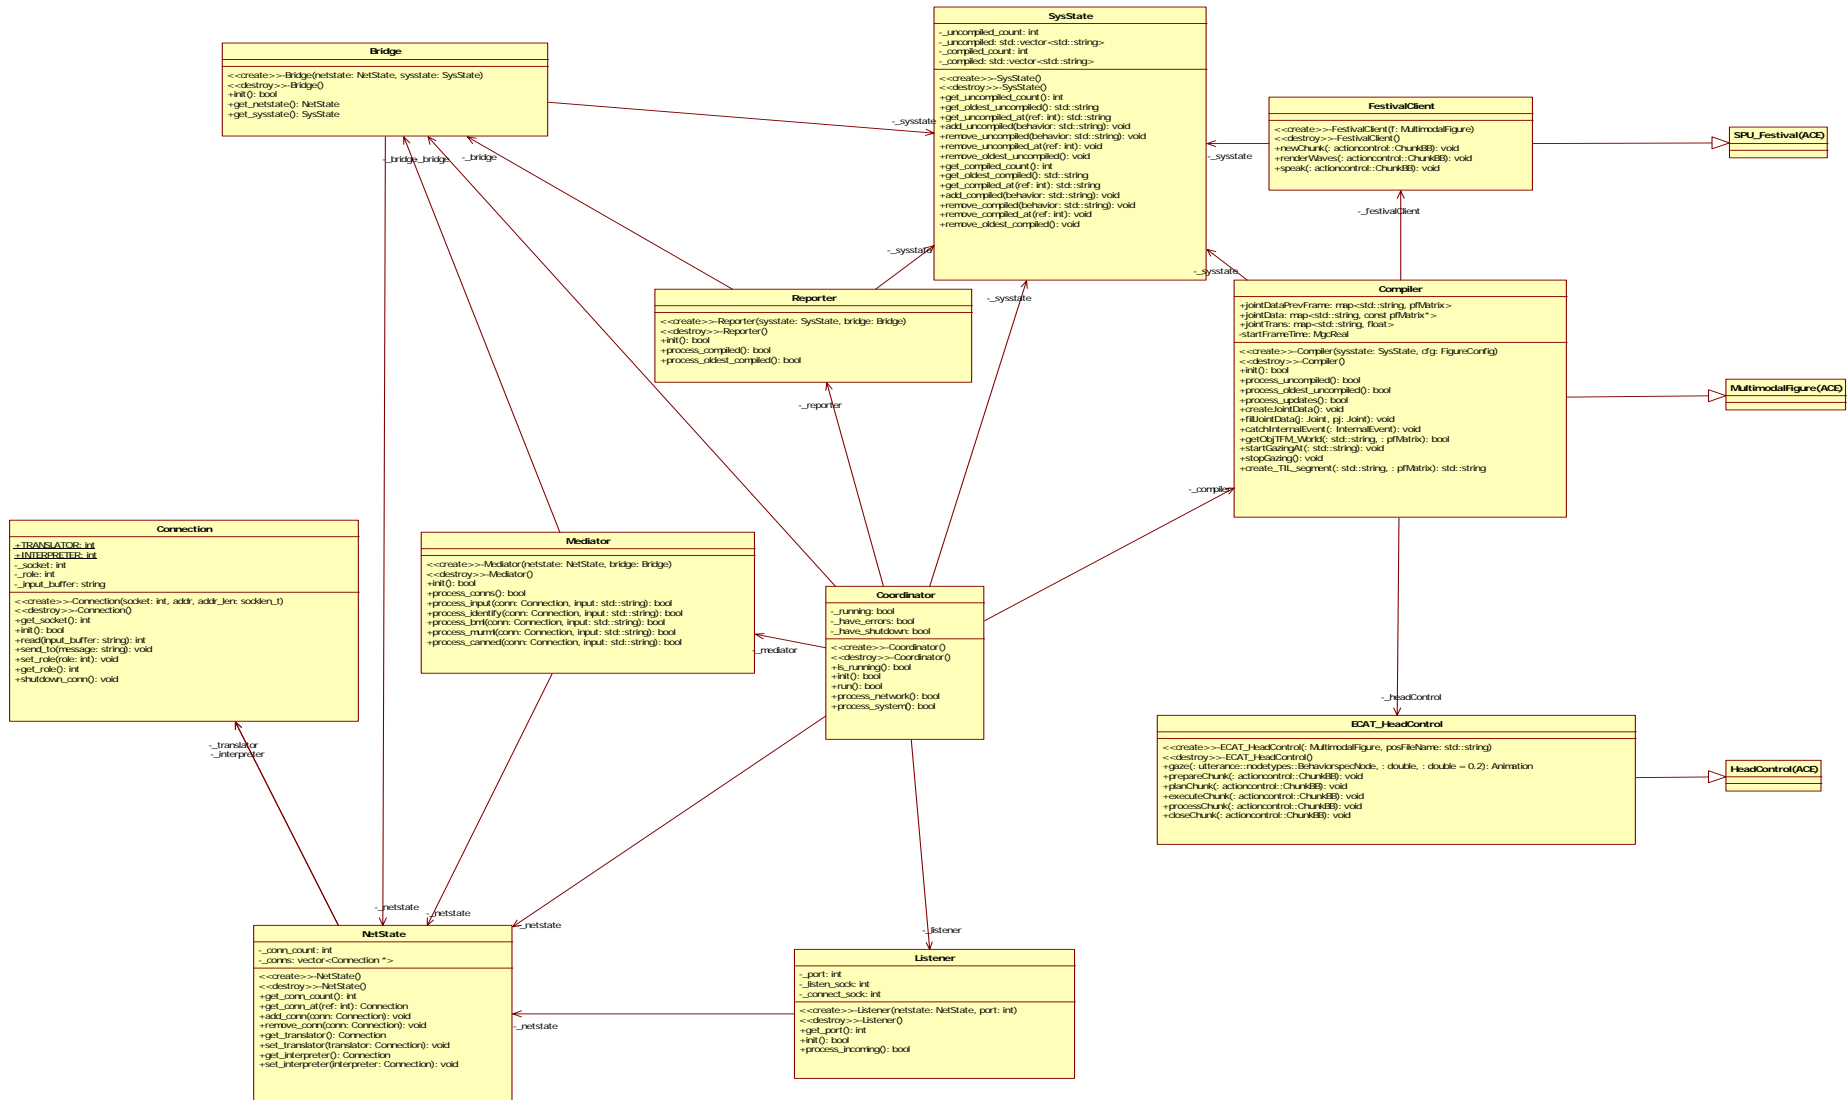 SysState
-_uncompiled_count: int
-_uncompiled: std::vector<std::string>
-_compiled_count: int
-_compiled: std::vector<std::string>
<<create>>-SysState()
<<destroy>>-SysState()
+get_uncompiled_count(): int
+get_oldest_uncompiled(): std::string
+get_uncompiled_at(ref: int): std::string
+add_uncompiled(behavior: std::string): void
+remove_uncompiled(behavior: std::string): void
+remove_uncompiled_at(ref: int): void
+remove_oldest_uncompiled(): void
+get_compiled_count(): int
+get_oldest_compiled(): std::string
+get_compiled_at(ref: int): std::string
+add_compiled(behavior: std::string): void
+remove_compiled(behavior: std::string): void
+remove_compiled_at(ref: int): void
+remove_oldest_compiled(): void
Bridge
<<create>>-Bridge(netstate: NetState, sysstate: SysState)
<<destroy>>-Bridge()
+init(): bool
+get_netstate(): NetState
+get_sysstate(): SysState
-_sysstate
FestivalClient
<<create>>-FestivalClient(f: MultimodalFigure)
<<destroy>>-FestivalClient()
+newChunk(: actioncontrol::ChunkBB): void
+renderWaves(: actioncontrol::ChunkBB): void
+speak(: actioncontrol::ChunkBB): void
SPU_Festival(ACE)
-_sysstate
-_bridge
-_bridge
-_bridge
-_festivalClient
-_sysstate
-_sysstate
-_sysstate
Reporter
<<create>>-Reporter(sysstate: SysState, bridge: Bridge)
<<destroy>>-Reporter()
+init(): bool
+process_compiled(): bool
+process_oldest_compiled(): bool
Compiler
+jointDataPrevFrame: map<std::string, pfMatrix>
+jointData: map<std::string, const pfMatrix*>
+jointTrans: map<std::string, float>
-startFrameTime: MgcReal
<<create>>-Compiler(sysstate: SysState, cfg: FigureConfig)
<<destroy>>-Compiler()
+init(): bool
+process_uncompiled(): bool
+process_oldest_uncompiled(): bool
+process_updates(): bool
+createJointData(): void
+fillJointData(j: Joint, pj: Joint): void
+catchInternalEvent(: InternalEvent): void
+getObjTFM_World(: std::string, : pfMatrix): bool
+startGazingAt(: std::string): void
+stopGazing(): void
+create_TIL_segment(: std::string, : pfMatrix): std::string
MultimodalFigure(ACE)
-_reporter
-_compiler
Connection
+TRANSLATOR: int
+INTERPRETER: int
-_socket: int
-_role: int
-_input_buffer: string
<<create>>-Connection(socket: int, addr, addr_len: socklen_t)
<<destroy>>-Connection()
+get_socket(): int
+init(): bool
+read(input_buffer: string): int
+send_to(message: string): void
+set_role(role: int): void
+get_role(): int
+shutdown_conn(): void
Mediator
<<create>>-Mediator(netstate: NetState, bridge: Bridge)
<<destroy>>-Mediator()
+init(): bool
+process_conns(): bool
+process_input(conn: Connection, input: std::string): bool
+process_identify(conn: Connection, input: std::string): bool
+process_bml(conn: Connection, input: std::string): bool
+process_murml(conn: Connection, input: std::string): bool
+process_canned(conn: Connection, input: std::string): bool
Coordinator
-_running: bool
-_have_errors: bool
-_have_shutdown: bool
<<create>>-Coordinator()
<<destroy>>-Coordinator()
+is_running(): bool
+init(): bool
+run(): bool
+process_network(): bool
+process_system(): bool
-_mediator
-_headControl
ECAT_HeadControl
<<create>>-ECAT_HeadControl(: MultimodalFigure, posFileName: std::string)
<<destroy>>-ECAT_HeadControl()
+gaze(: utterance::nodetypes::BehaviorspecNode, : double, : double = 0.2): Animation
+prepareChunk(: actioncontrol::ChunkBB): void
+planChunk(: actioncontrol::ChunkBB): void
+executeChunk(: actioncontrol::ChunkBB): void
+processChunk(: actioncontrol::ChunkBB): void
+closeChunk(: actioncontrol::ChunkBB): void
HeadControl(ACE)
-_translator
-_interpreter
-_netstate
-_netstate
-_netstate
-_listener
NetState
-_conn_count: int
-_conns: vector<Connection *>
<<create>>-NetState()
<<destroy>>-NetState()
+get_conn_count(): int
+get_conn_at(ref: int): Connection
+add_conn(conn: Connection): void
+remove_conn(conn: Connection): void
+get_translator(): Connection
+set_translator(translator: Connection): void
+get_interpreter(): Connection
+set_interpreter(interpreter: Connection): void
-_netstate
Listener
-_port: int
-_listen_sock: int
-_connect_sock: int
<<create>>-Listener(netstate: NetState, port: int)
<<destroy>>-Listener()
+get_port(): int
+init(): bool
+process_incoming(): bool